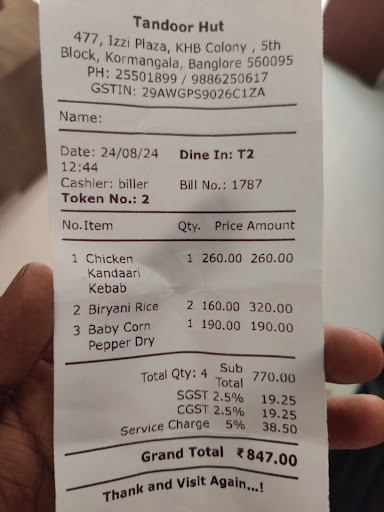 Tandoor Hut
477, Izzi Plaza, KHB Colony , 5th
Block, Kormangala, Banglore 560095
PH: 25501899 / 9886250617
GSTIN: 29AWGPS9026C1ZA
Name:
Date: 24/08/24 Dine In: T2
12:44
Cashier: biller Bill No.: 1787
Token No.: 2
No.Item Qty. Price Amount
1 Chicken 1 260.00 260.00
Kandaari
Kebab
2 Biryani Rice 2 160.00 320.00
3 Baby Corn 1 190.00 190.00
Pepper Dry
Total Qty: 4 Sub 770.00
Total
SGST 2.5% 19.25
CGST 2.5% 19.25
Service Charge 5% 38.50
Grand Total ₹847.00
Thank and Visit Again...!